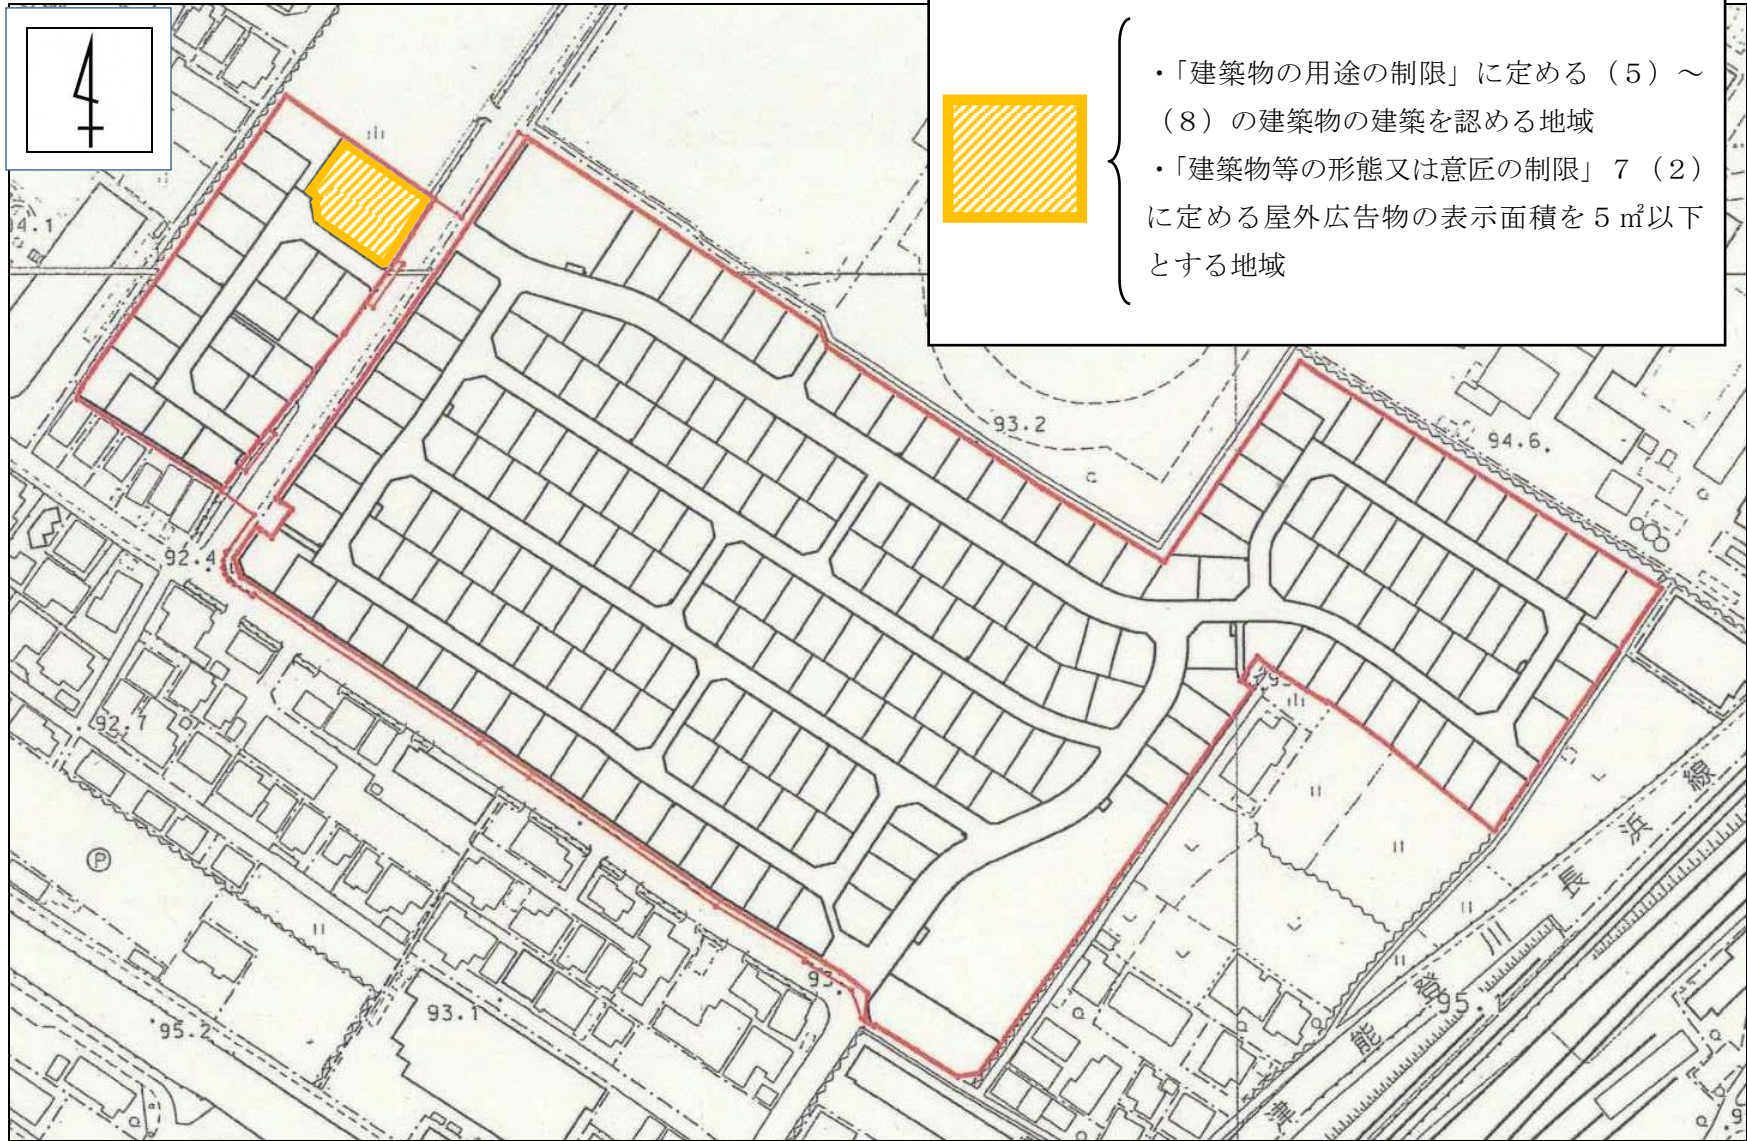 ・「建築物の用途の制限」に定める（５）～
（８）の建築物の建築を認める地域
・「建築物等の形態又は意匠の制限」７（２）
に定める屋外広告物の表示面積を５㎡以下
とする地域
94.6.
93.2
92.4
92.7
P
93.1
95.2
95.
93.
線
浜
長
川
能
津